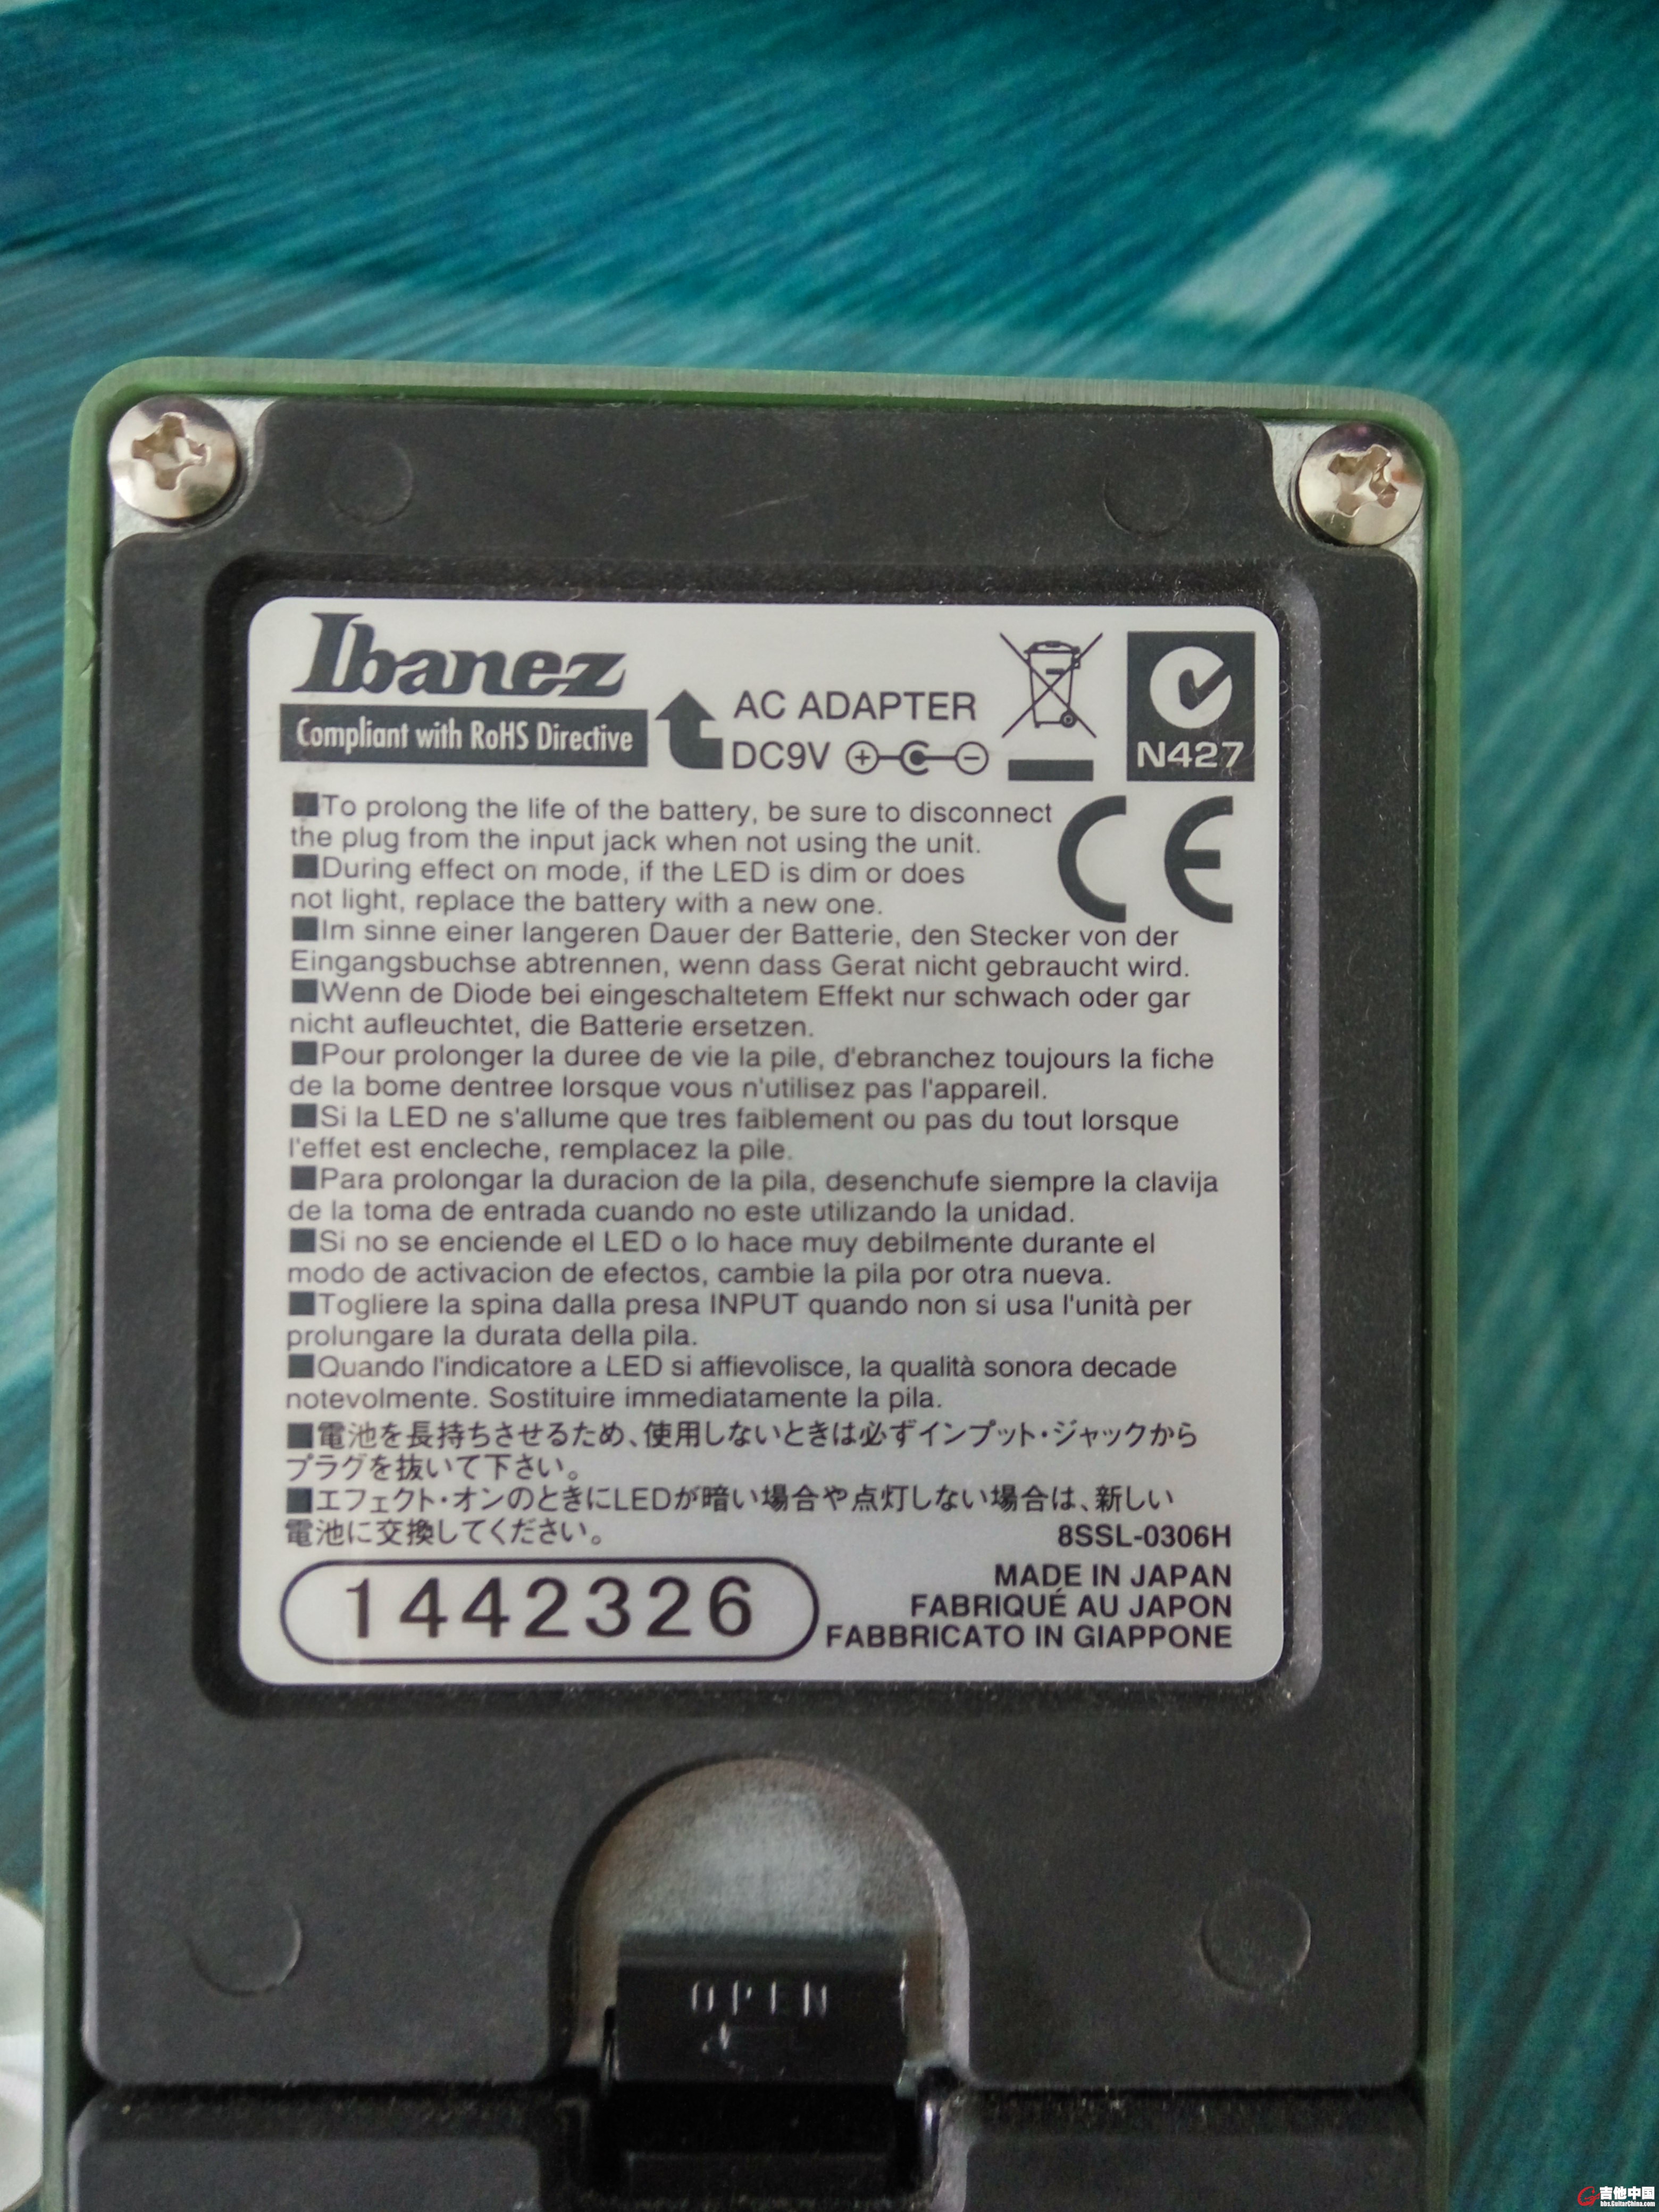 Ibanez
Compliant with RoHS Directive
AC ADAPTER
DC9V
N427
CE
■To prolong the life of the battery, be sure to disconnect
the plug from the input jack when not using the unit.
■During effect on mode, if the LED is dim or does
not light, replace the battery with a new one.
■Im sinne einer langeren Dauer der Batterie, den Stecker von der
Eingangsbuchse abtrennen, wenn dass Gerat nicht gebraucht wird.
■Wenn de Diode bei eingeschaltetem Effekt nur schwach oder gar
nicht aufleuchtet, die Batterie ersetzen.
■Pour prolonger la duree de vie la pile, d'ebranchez toujours la fiche
de la bome dentree lorsque vous n'utilisez pas l'appareil.
■Si la LED ne s'allume que tres faiblement ou pas du tout lorsque
l'effet est encleche, remplacez la pile.
■Para prolongar la duracion de la pila, desenchufe siempre la clavija
de la toma de entrada cuando no este utilizando la unidad.
■Si no se enciende el LED o lo hace muy debilmente durante el
modo de activacion de efectos, cambie la pila por otra nueva.
■Togliere la spina dalla presa INPUT quando non si usa l'unità per
prolungare la durata della pila.
■Quando l'indicatore a LED si affievolisce, la qualità sonora decade
notevolmente. Sostituire immediatamente la pila.
■電池を長持ちさせるため、使用しないときは必ずインプット・ジャックから
プラグを抜いて下さい。
■エフェクト・オンのときにLEDが暗い場合や点灯しない場合は、新しい
電池に交換してください。
8SSL-0306H
1442326
MADE IN JAPAN
FABRIQUÉ AU JAPON
FABBRICATO IN GIAPPONE
OPEN
吉他中国
bbs.GuitarChina.com